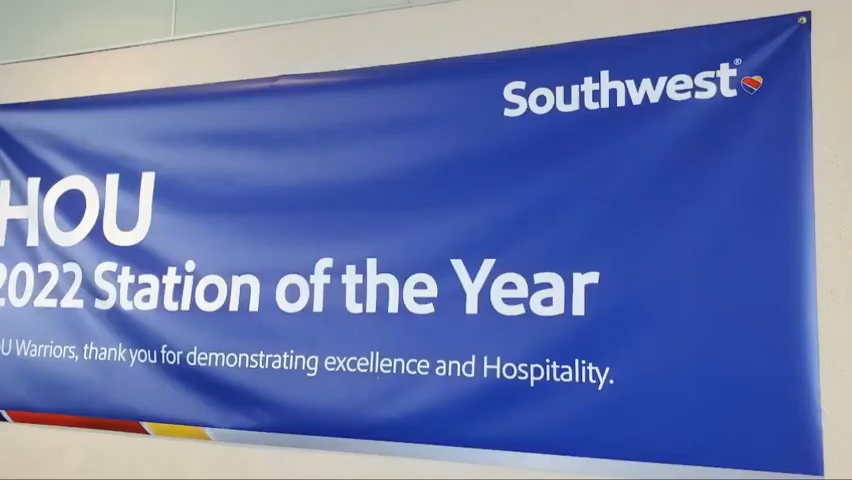 Southwest®
HOU
2022 Station of the Year
U Warriors, thank you for demonstrating excellence and Hospitality.